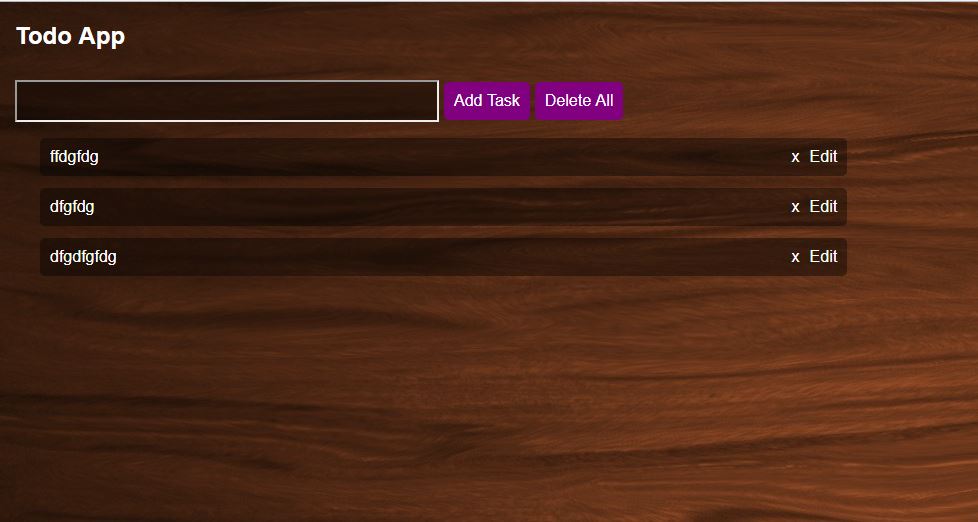 Todo App
Add Task Delete All
ffdgfdg x Edit
dfgfdg x Edit
dfgdfgfdg x Edit